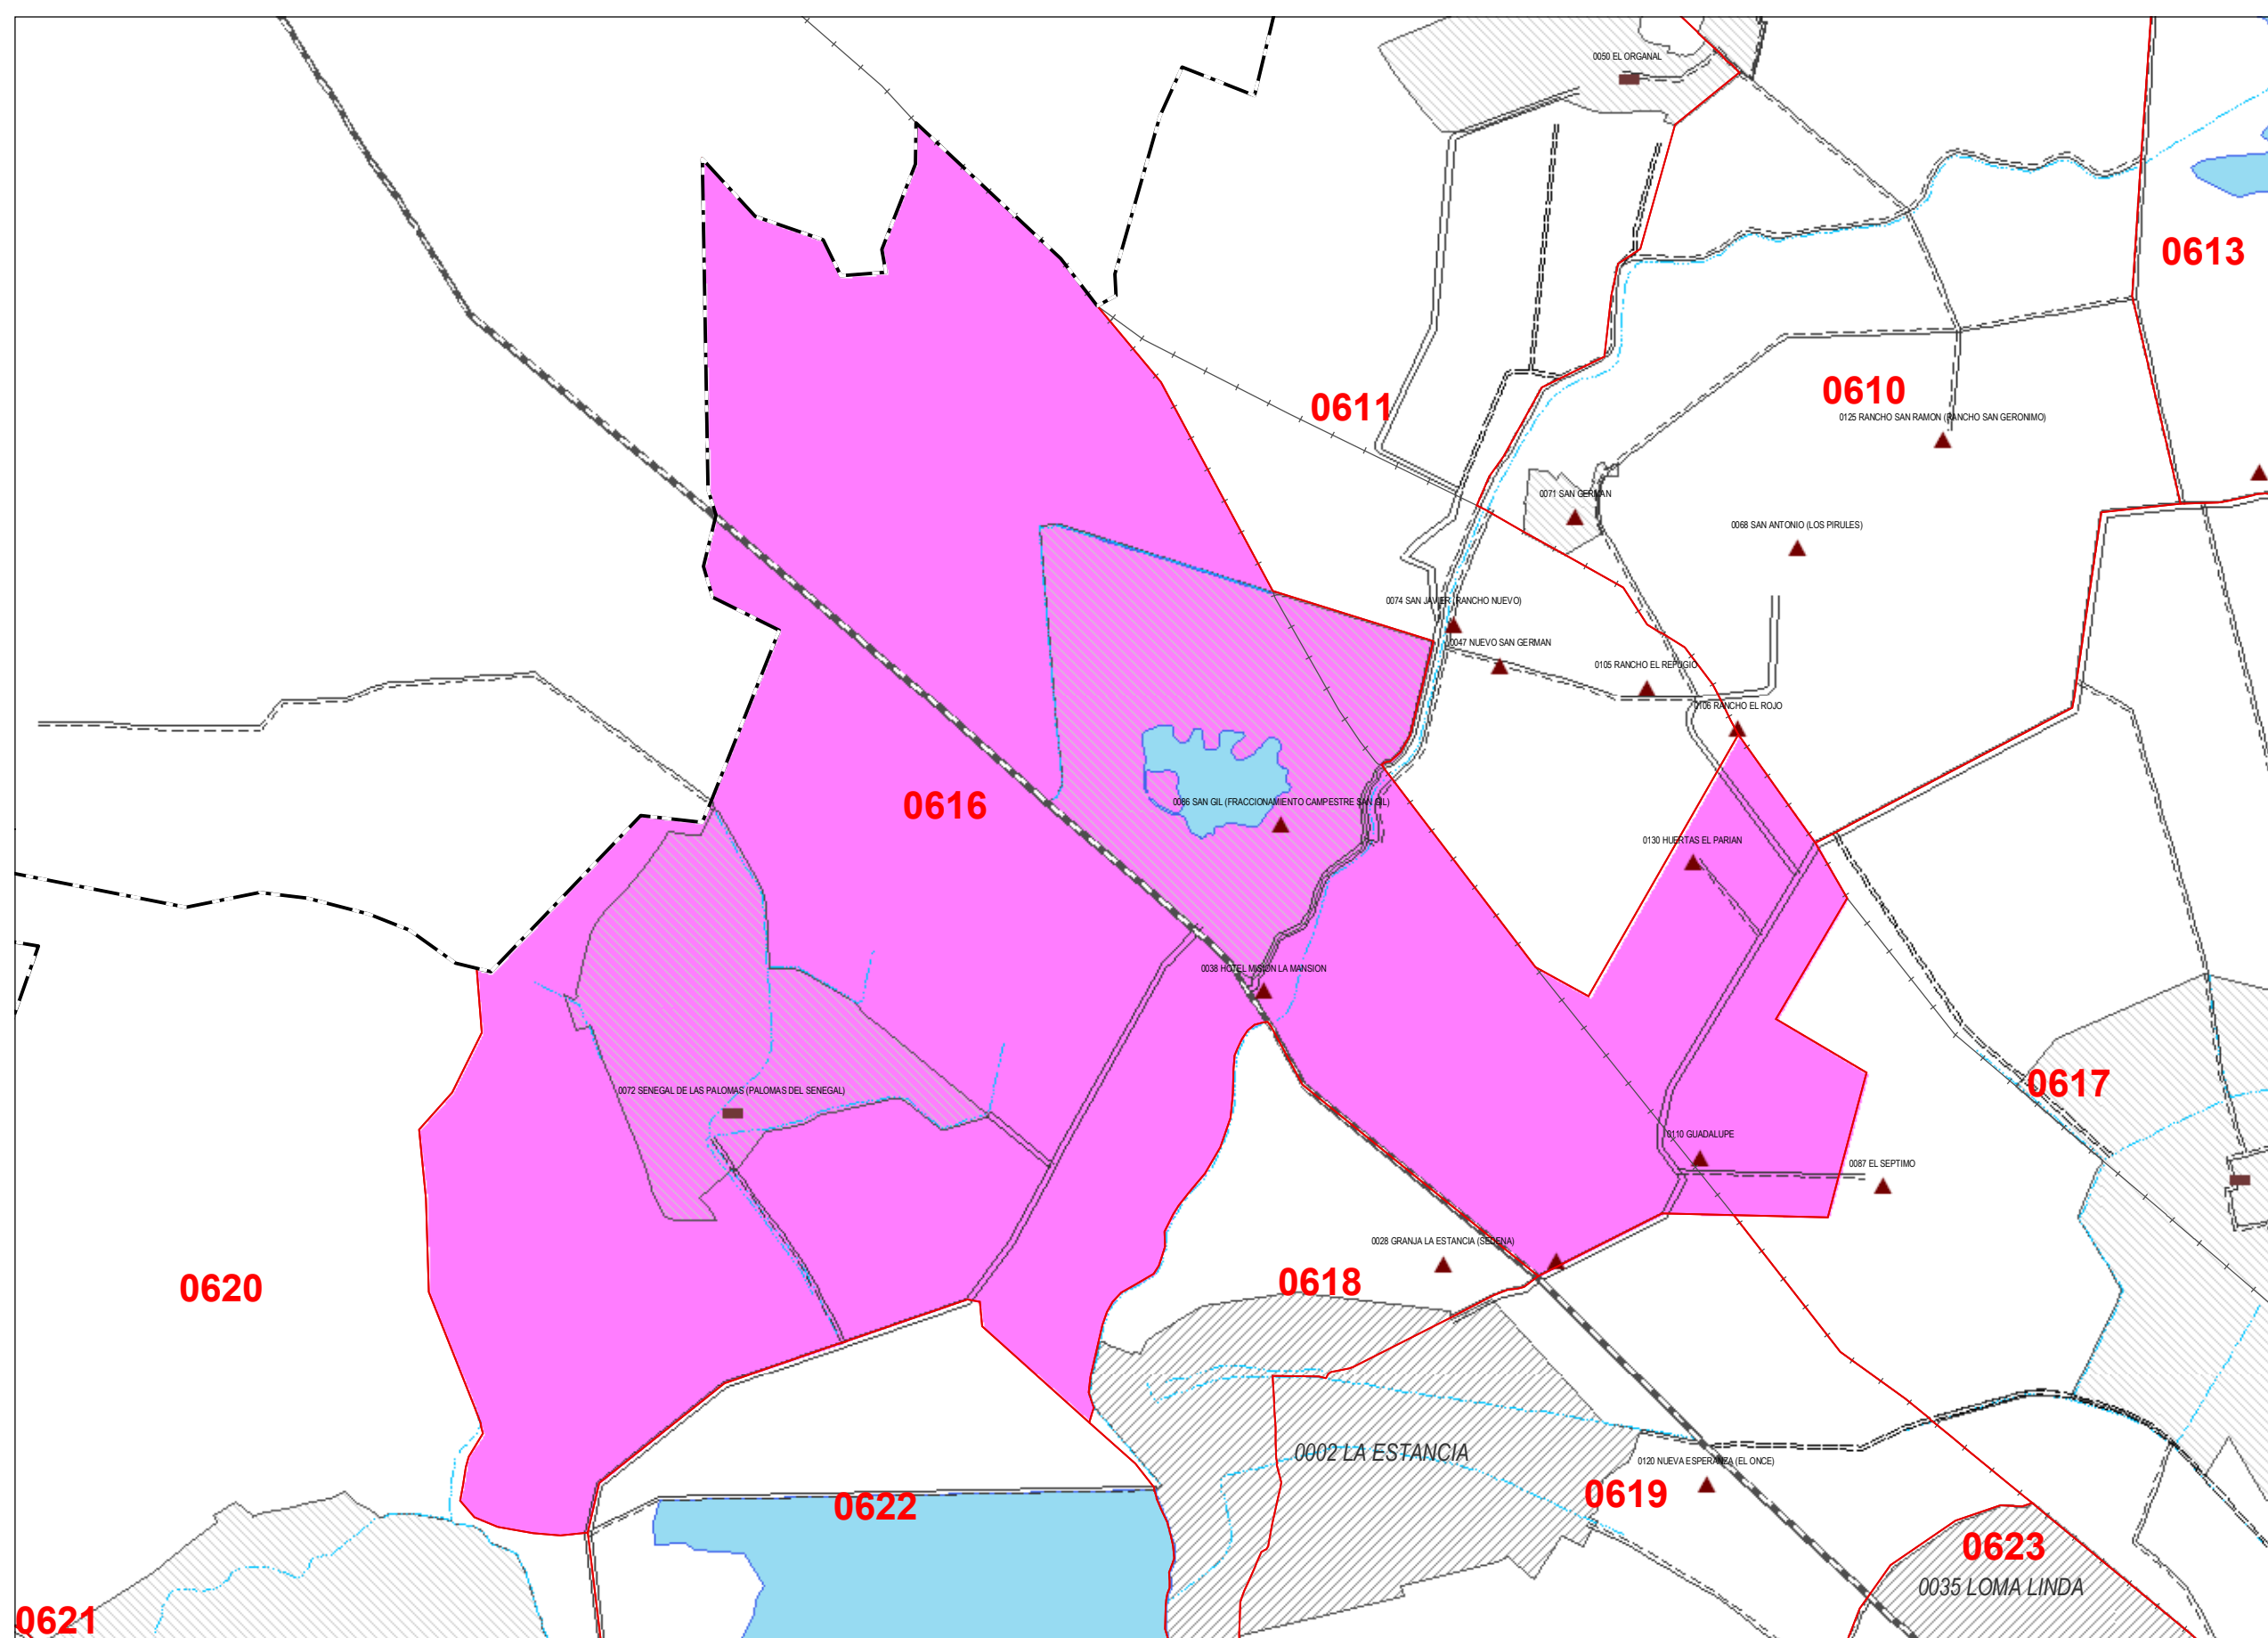 0050 EL ORGANAL
0613
0610
0611
0125 RANCHO SAN RAMON (RANCHO SAN GERONIMO)
0071 SAN GERMAN
0068 SAN ANTONIO (LOS PIRULES)
0074 SAN JAVIER (RANCHO NUEVO)
0047 NUEVO SAN GERMAN
0105 RANCHO EL REFUGIO
0106 RANCHO EL ROJO
0616
0086 SAN GIL (FRACCIONAMIENTO CAMPESTRE SAN GIL)
0130 HUERTAS EL PARIAN
0038 HOTEL MISION LA MANSION
0617
0072 SENEGAL DE LAS PALOMAS (PALOMAS DEL SENEGAL)
0110 GUADALUPE
0087 EL SEPTIMO
0028 GRANJA LA ESTANCIA (SEDENA)
0620
0618
0002 LA ESTANCIA
0120 NUEVA ESPERANZA (EL ONCE)
0622
0619
0623
0035 LOMA LINDA
0621